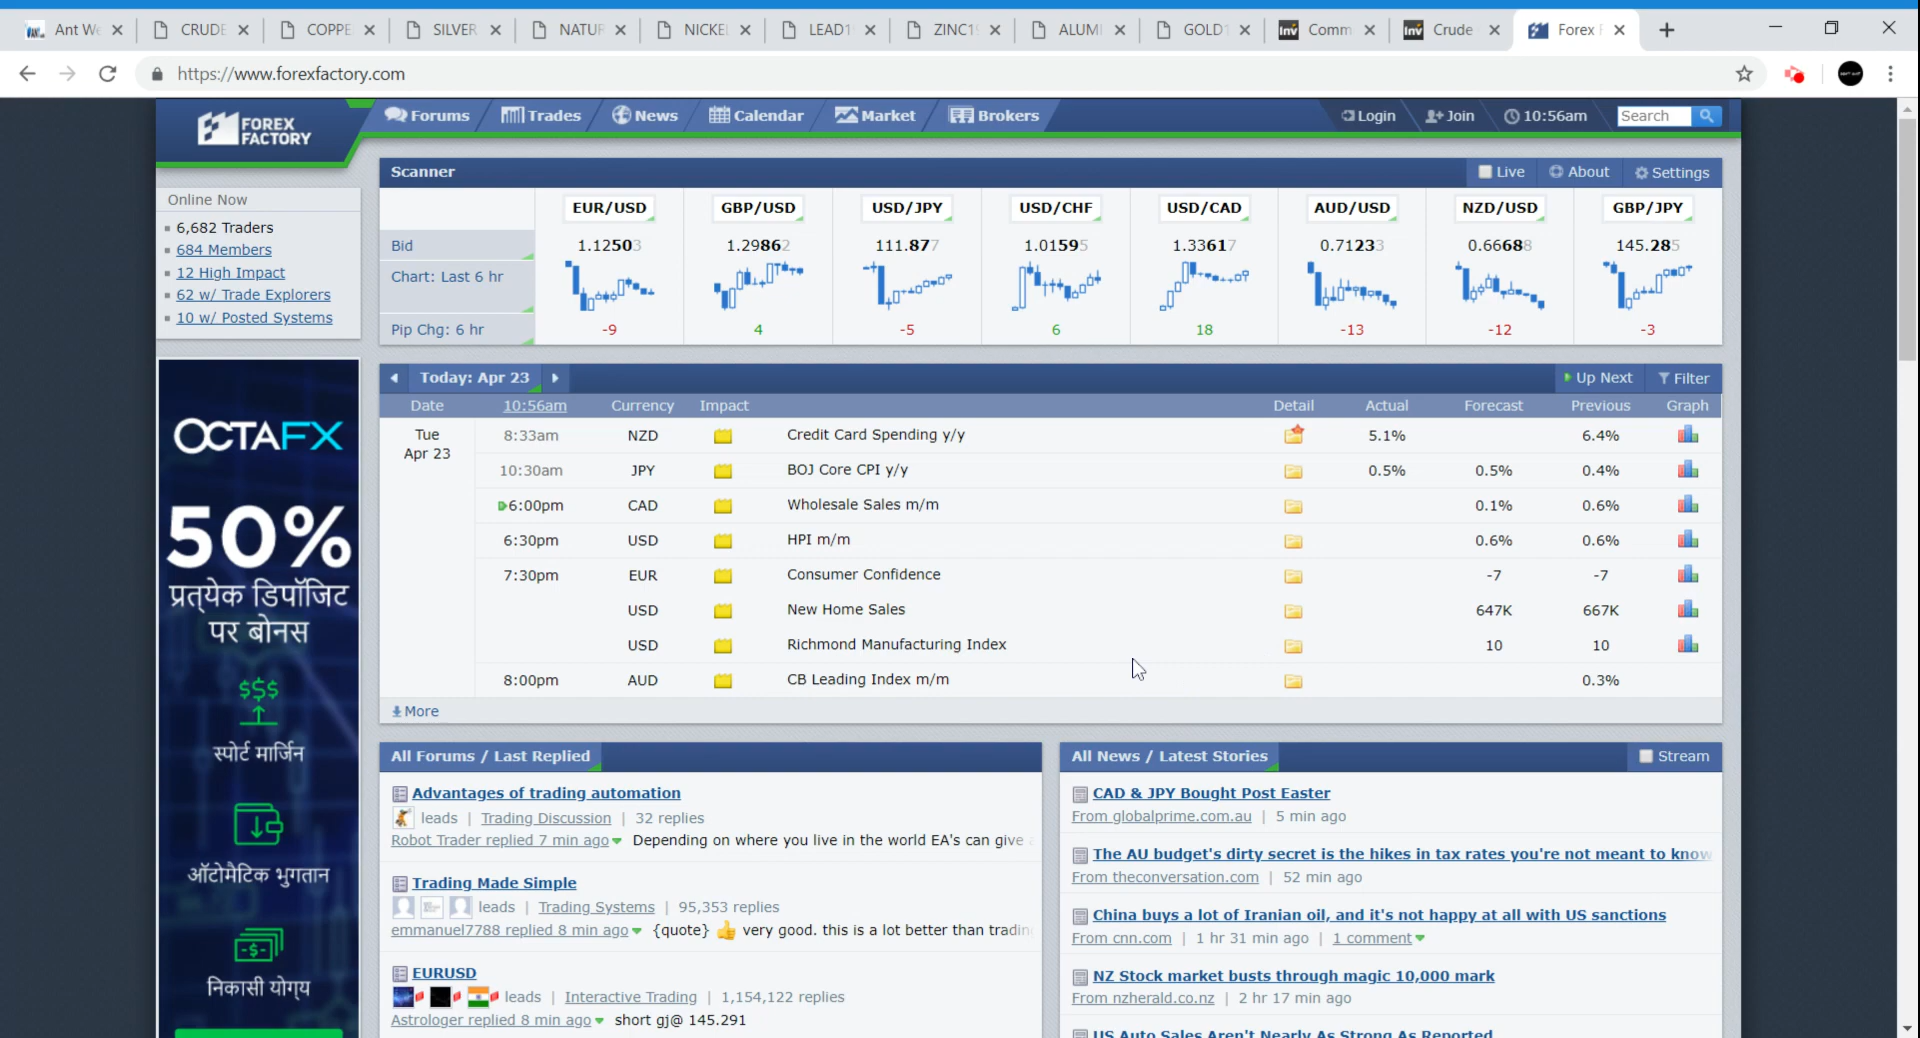 Ant We
CRUDE
COPPE
SILVER
NATUR
NICKEL
LEAD1
ZINC1
ALUMI
GOLD1
Inv Comm
Inv Crude
Forex
https://www.forexfactory.com
FOREX
FACTORY
Forums
Trades
News
Calendar
Market
Brokers
Login
Join
10:56am
Search
Online Now
6,682 Traders
684 Members
12 High Impact
62 w/ Trade Explorers
10 w/ Posted Systems
Scanner
Live
About
Settings
EUR/USD GBP/USD USD/JPY USD/CHF USD/CAD AUD/USD NZD/USD GBP/JPY
Bid 1.12503 1.29862 111.877 1.01595 1.33617 0.71233 0.66688 145.285
Chart: Last 6 hr
Pip Chg: 6 hr -9 4 -5 6 18 -13 -12 -3
Today: Apr 23
Up Next
Filter
Date 10:56am Currency Impact Detail Actual Forecast Previous Graph
Tue
Apr 23
8:33am NZD Credit Card Spending y/y 5.1% 6.4%
10:30am JPY BOJ Core CPI y/y 0.5% 0.5% 0.4%
6:00pm CAD Wholesale Sales m/m 0.1% 0.6%
6:30pm USD HPI m/m 0.6% 0.6%
7:30pm EUR Consumer Confidence -7 -7
USD New Home Sales 647K 667K
USD Richmond Manufacturing Index 10 10
8:00pm AUD CB Leading Index m/m 0.3%
More
OCTAFX
50%
प्रत्येक डिपॉजिट
पर बोनस
$$$
स्पोर्ट मार्जिन
ऑटोमैटिक भुगतान
-$-
निकासी योग्य
All Forums / Last Replied
Advantages of trading automation
leads | Trading Discussion | 32 replies
Robot Trader replied 7 min ago Depending on where you live in the world EA's can give
Trading Made Simple
leads | Trading Systems | 95,353 replies
emmanuel7788 replied 8 min ago {quote} very good. this is a lot better than tradin
EURUSD
leads | Interactive Trading | 1,154,122 replies
Astrologer replied 8 min ago short gj@ 145.291
All News / Latest Stories
Stream
CAD & JPY Bought Post Easter
From globalprime.com.au | 5 min ago
The AU budget's dirty secret is the hikes in tax rates you're not meant to know
From theconversation.com | 52 min ago
China buys a lot of Iranian oil, and it's not happy at all with US sanctions
From cnn.com | 1 hr 31 min ago | 1 comment
NZ Stock market busts through magic 10,000 mark
From nzherald.co.nz | 2 hr 17 min ago
US Auto Sales Aren't Nearly As Strong As Reported